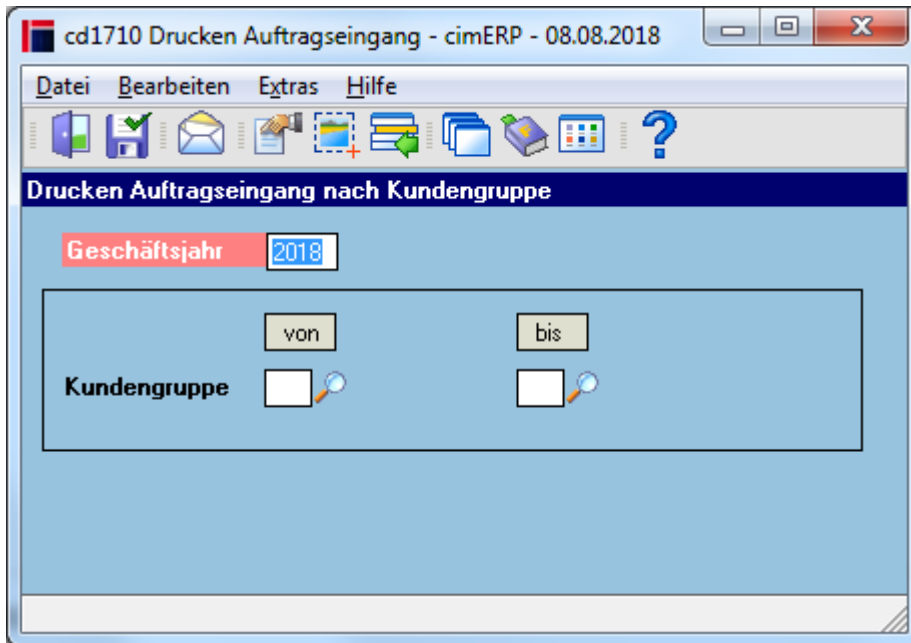 cd1710 Drucken Auftragseingang - cimERP - 08.08.2018
Datei Bearbeiten Extras Hilfe
Drucken Auftragseingang nach Kundengruppe
Geschäftsjahr 2018
von bis
Kundengruppe